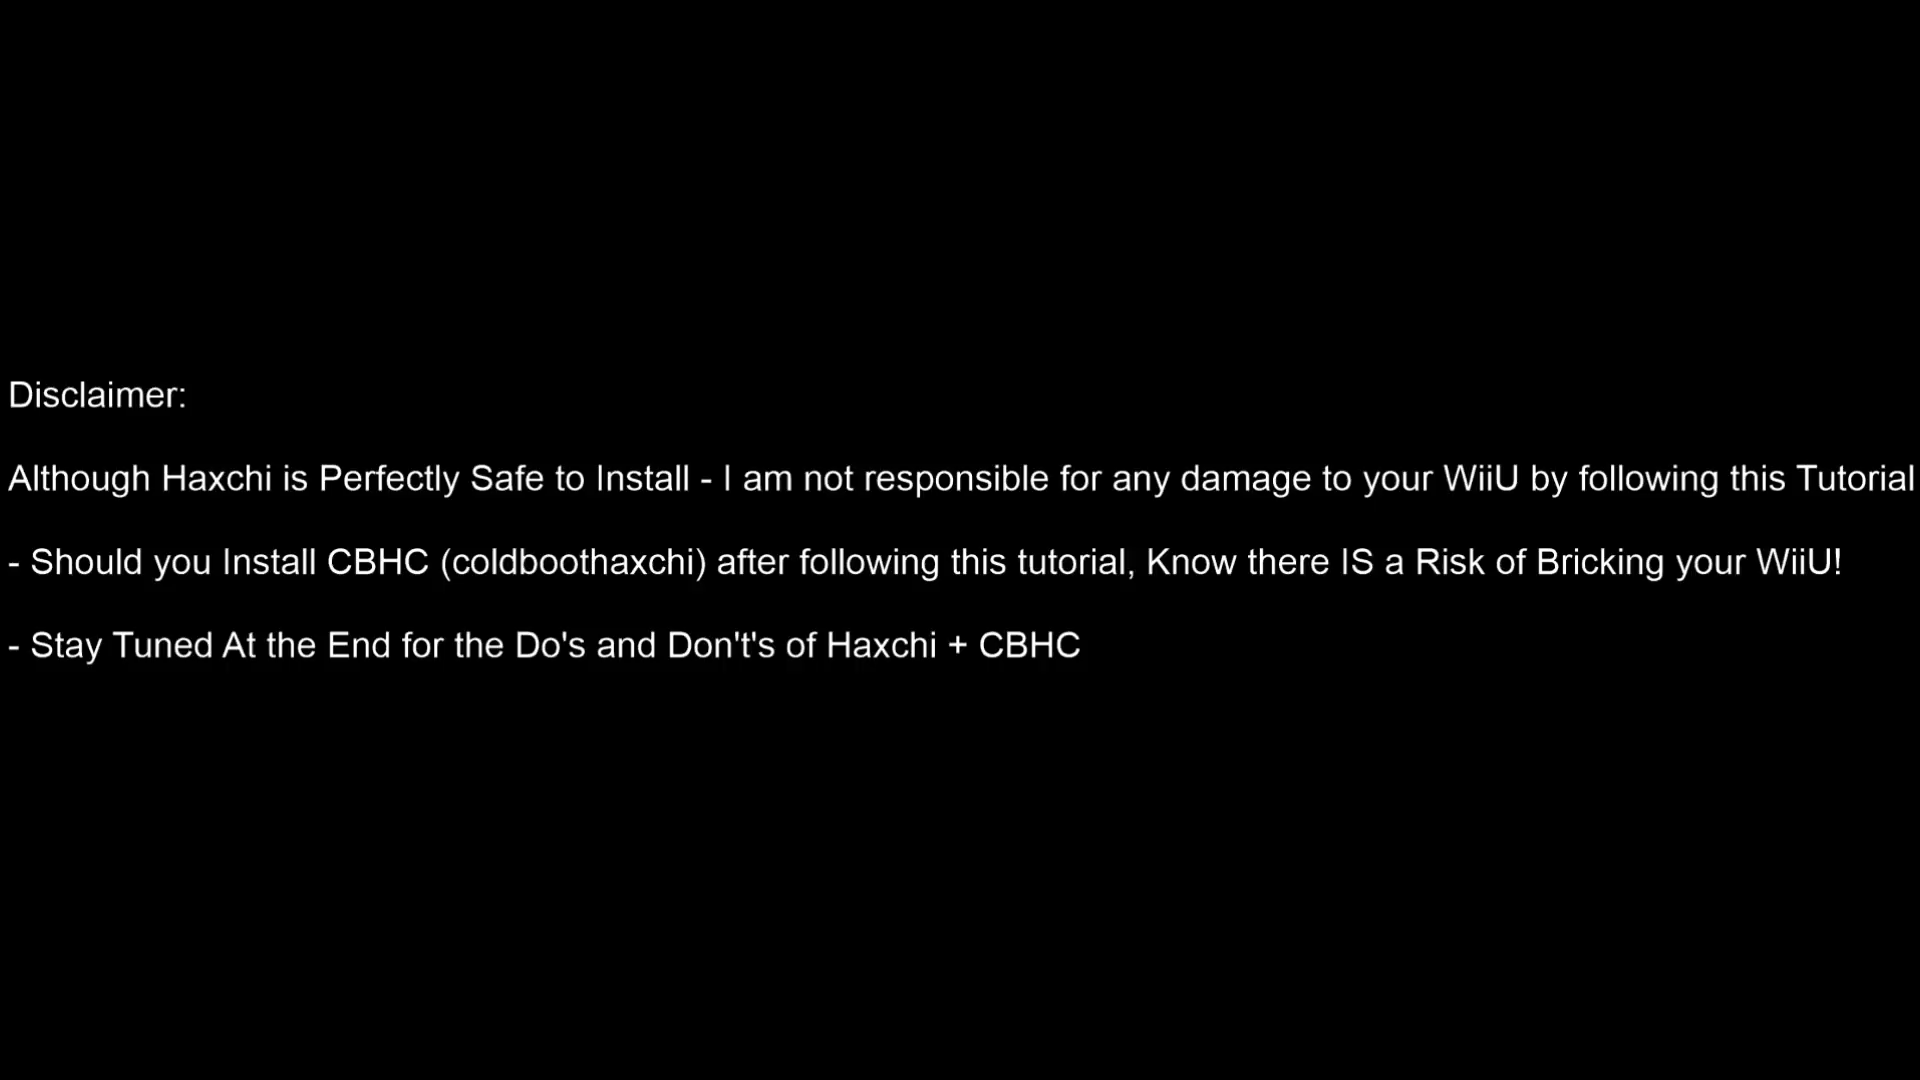 Disclaimer:
Although Haxchi is Perfectly Safe to Install - I am not responsible for any damage to your WiiU by following this Tutorial
- Should you Install CBHC (coldboothaxchi) after following this tutorial, Know there IS a Risk of Bricking your WiiU!
- Stay Tuned At the End for the Do's and Don't's of Haxchi + CBHC